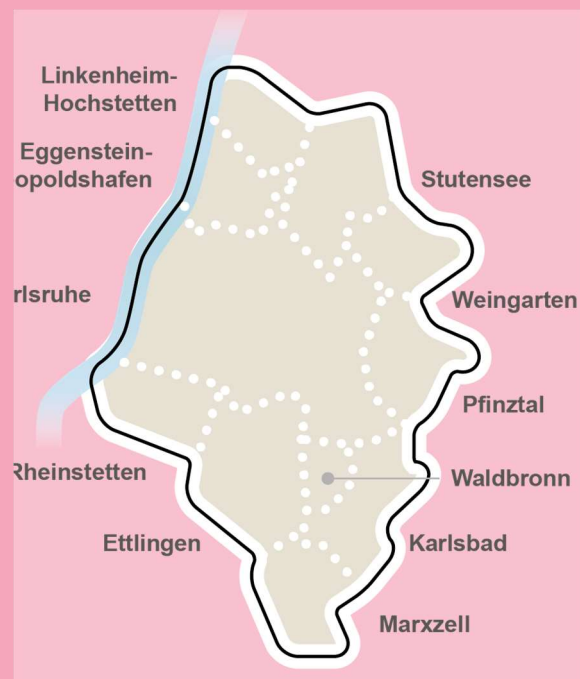 Linkenheim-
Hochstetten
Eggenstein-
opoldshafen
Stutensee
rlsruhe
Weingarten
Pfinztal
Rheinstetten
Waldbronn
Ettlingen
Karlsbad
Marxzell